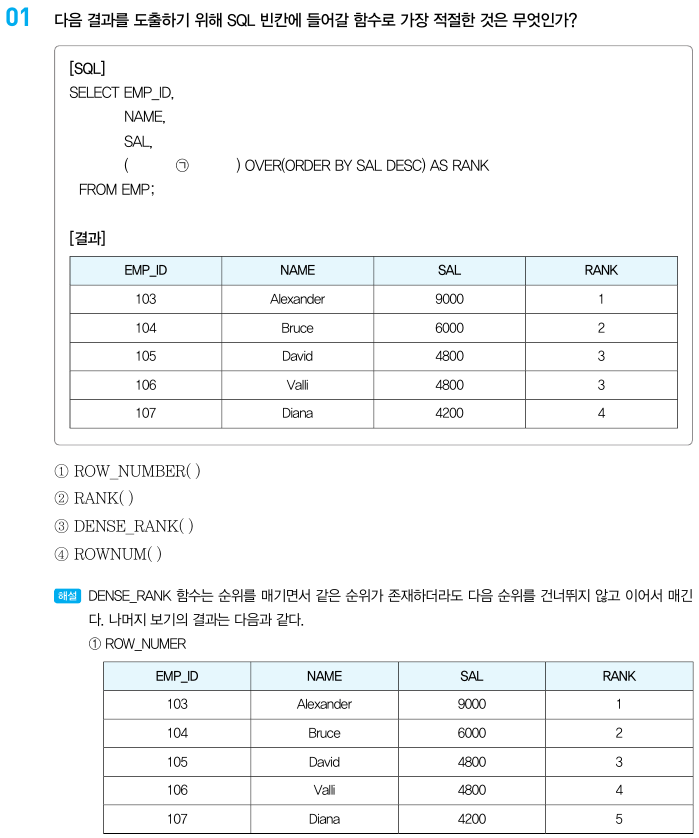 01 다음 결과를 도출하기 위해 SQL 빈칸에 들어갈 함수로 가장 적절한 것은 무엇인가?
[SQL]
SELECT EMP_ID,
NAME,
SAL,
( ㉠ ) OVER(ORDER BY SAL DESC) AS RANK
FROM EMP;
[결과]
EMP_ID NAME SAL RANK
103 Alexander 9000 1
104 Bruce 6000 2
105 David 4800 3
106 Valli 4800 3
107 Diana 4200 4
① ROW_NUMBER( )
② RANK( )
③ DENSE_RANK( )
④ ROWNUM( )
해설 DENSE_RANK 함수는 순위를 매기면서 같은 순위가 존재하더라도 다음 순위를 건너뛰지 않고 이어서 매긴
다. 나머지 보기의 결과는 다음과 같다.
① ROW_NUMER
EMP_ID NAME SAL RANK
103 Alexander 9000 1
104 Bruce 6000 2
105 David 4800 3
106 Valli 4800 4
107 Diana 4200 5